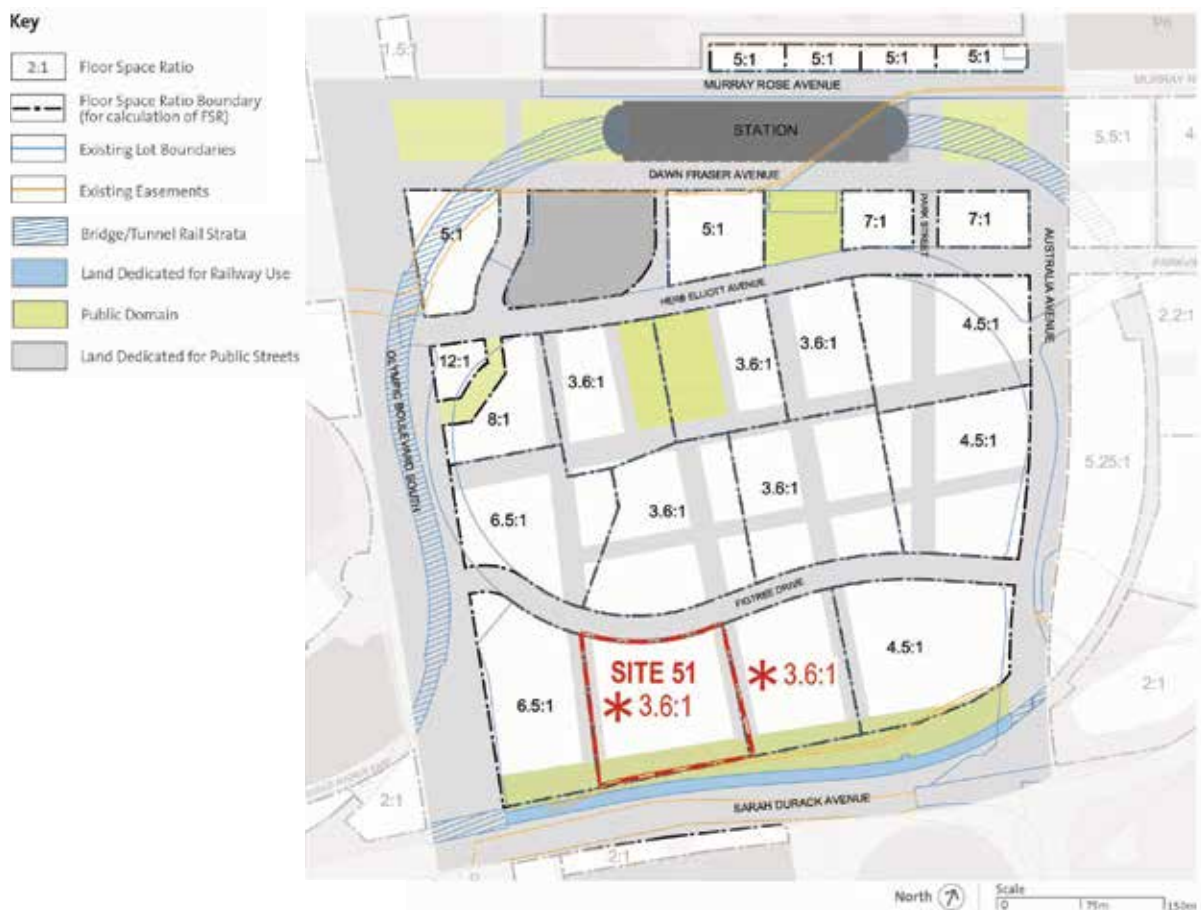 Key
2:1 Floor Space Ratio
Floor Space Ratio Boundary
(for calculation of FSR)
Existing Lot Boundaries
Existing Easements
Bridge/Tunnel Rail Strata
Land Dedicated for Railway Use
Public Domain
Land Dedicated for Public Streets
1.5:1
5:1 5:1 5:1 5:1
MURRAY ROSE AVENUE
MURRAY R
STATION
5.5:1
4.
DAWN FRASER AVENUE
5:1
5:1
7:1
PARK STREET
7:1
AUSTRALIA AVENUE
HERB ELLIOTT AVENUE
2.2:1
OLYMPIC BOULEVARD SOUTH
12:1
8:1
3.6:1
3.6:1
3.6:1
4.5:1
6.5:1
3.6:1
3.6:1
4.5:1
5.25:1
FIGTREE DRIVE
6.5:1
SITE 51
* 3.6:1
* 3.6:1
4.5:1
2:1
2:1
SARAH DURACK AVENUE
2:1
North
Scale
0 75m 150m